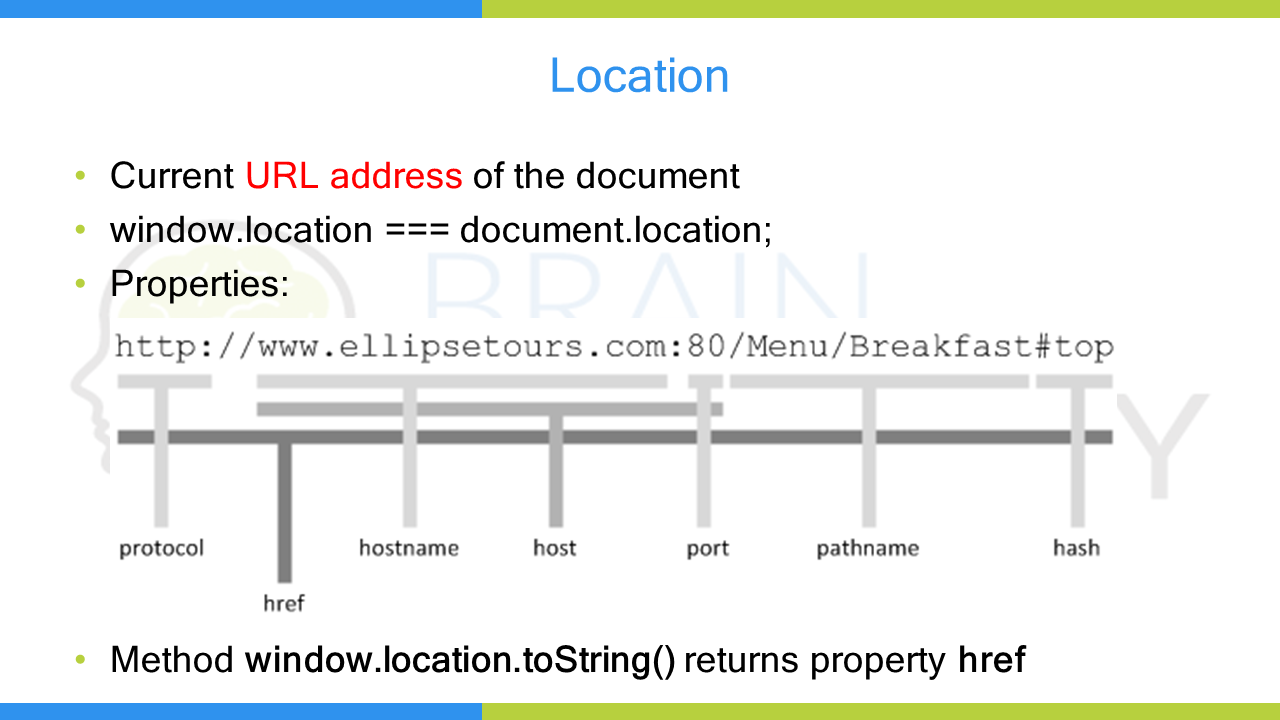 Location
• Current URL address of the document
• window.location === document.location;
• Properties:
BRAIN
Y
http://www.ellipsetours.com:80/Menu/Breakfast#top
protocol hostname host port pathname hash
href
• Method window.location.toString() returns property href